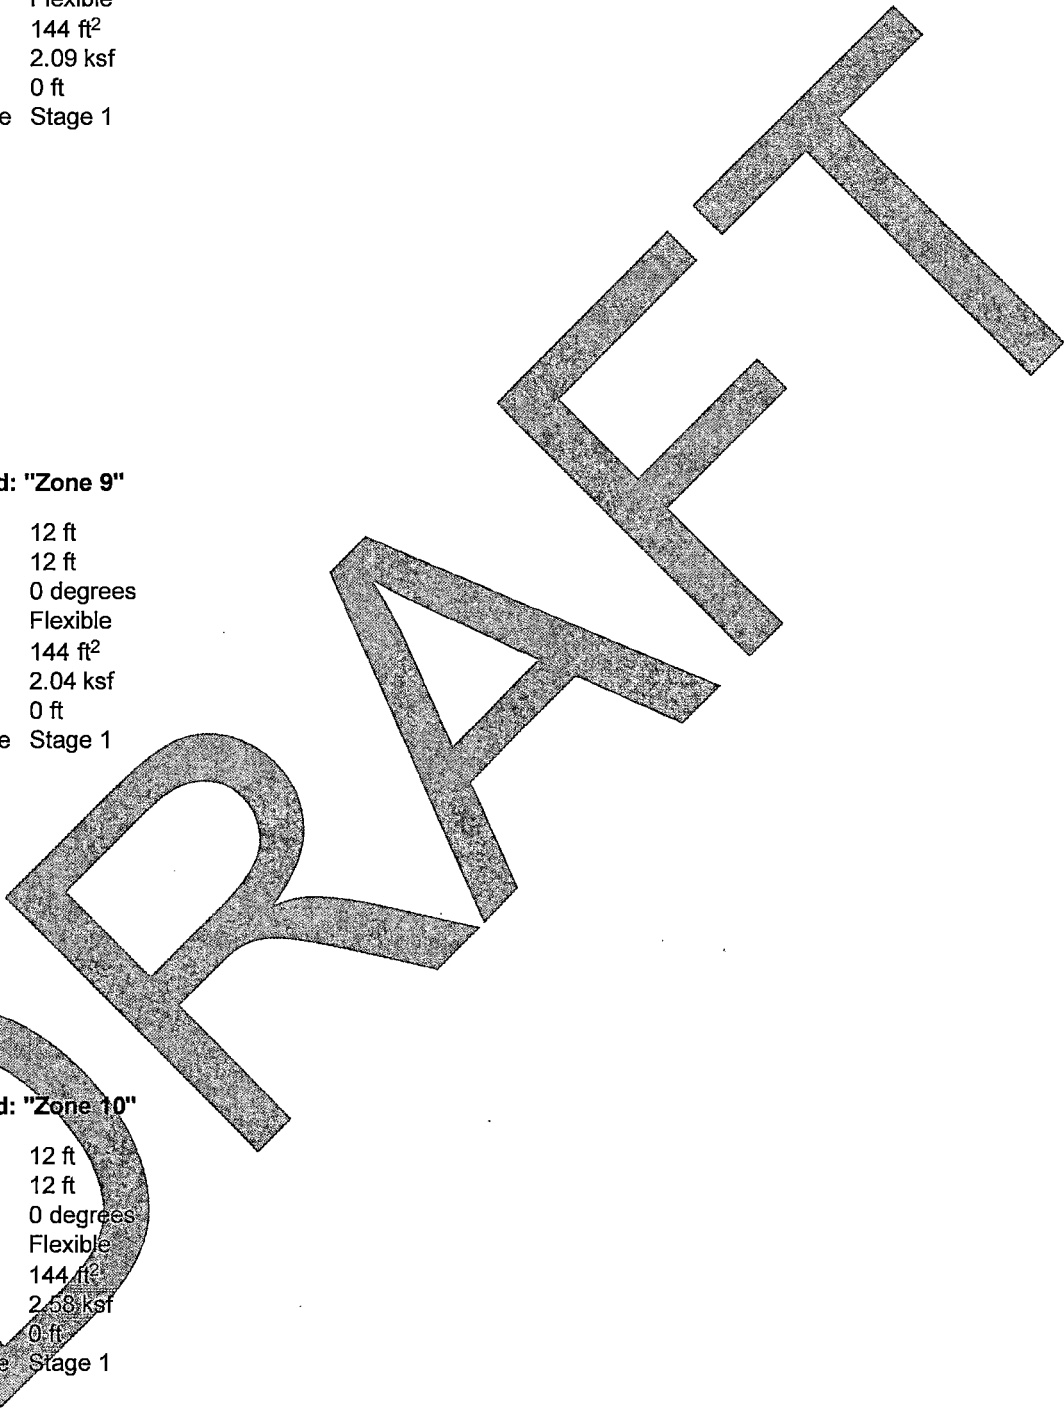 Flexible
144 ft²
2.09 ksf
0 ft
e Stage 1
d: "Zone 9"
12 ft
12 ft
0 degrees
Flexible
144 ft²
2.04 ksf
0 ft
e Stage 1
d: "Zone 10"
12 ft
12 ft
0 degrees
Flexible
144 ft²
2.58 ksf
0 ft
e Stage 1
DRAFT